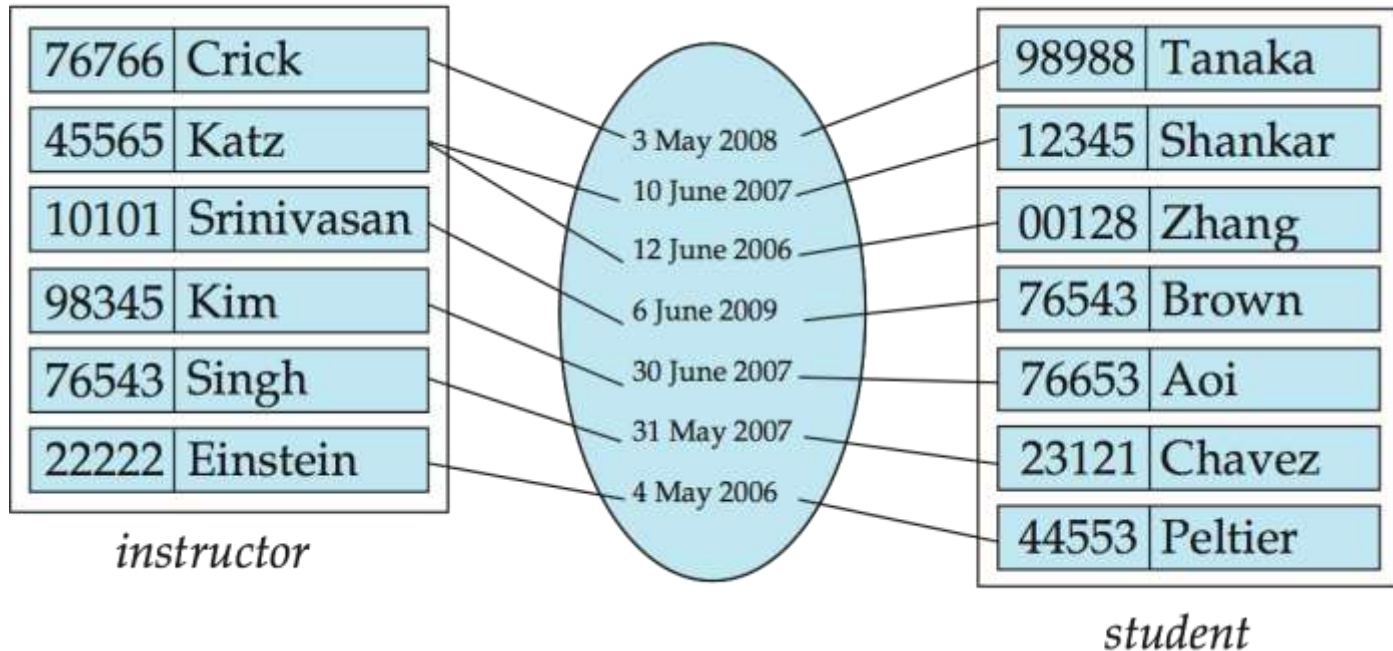 76766 Crick
45565 Katz
10101 Srinivasan
98345 Kim
76543 Singh
22222 Einstein
instructor
3 May 2008
10 June 2007
12 June 2006
6 June 2009
30 June 2007
31 May 2007
4 May 2006
98988 Tanaka
12345 Shankar
00128 Zhang
76543 Brown
76653 Aoi
23121 Chavez
44553 Peltier
student